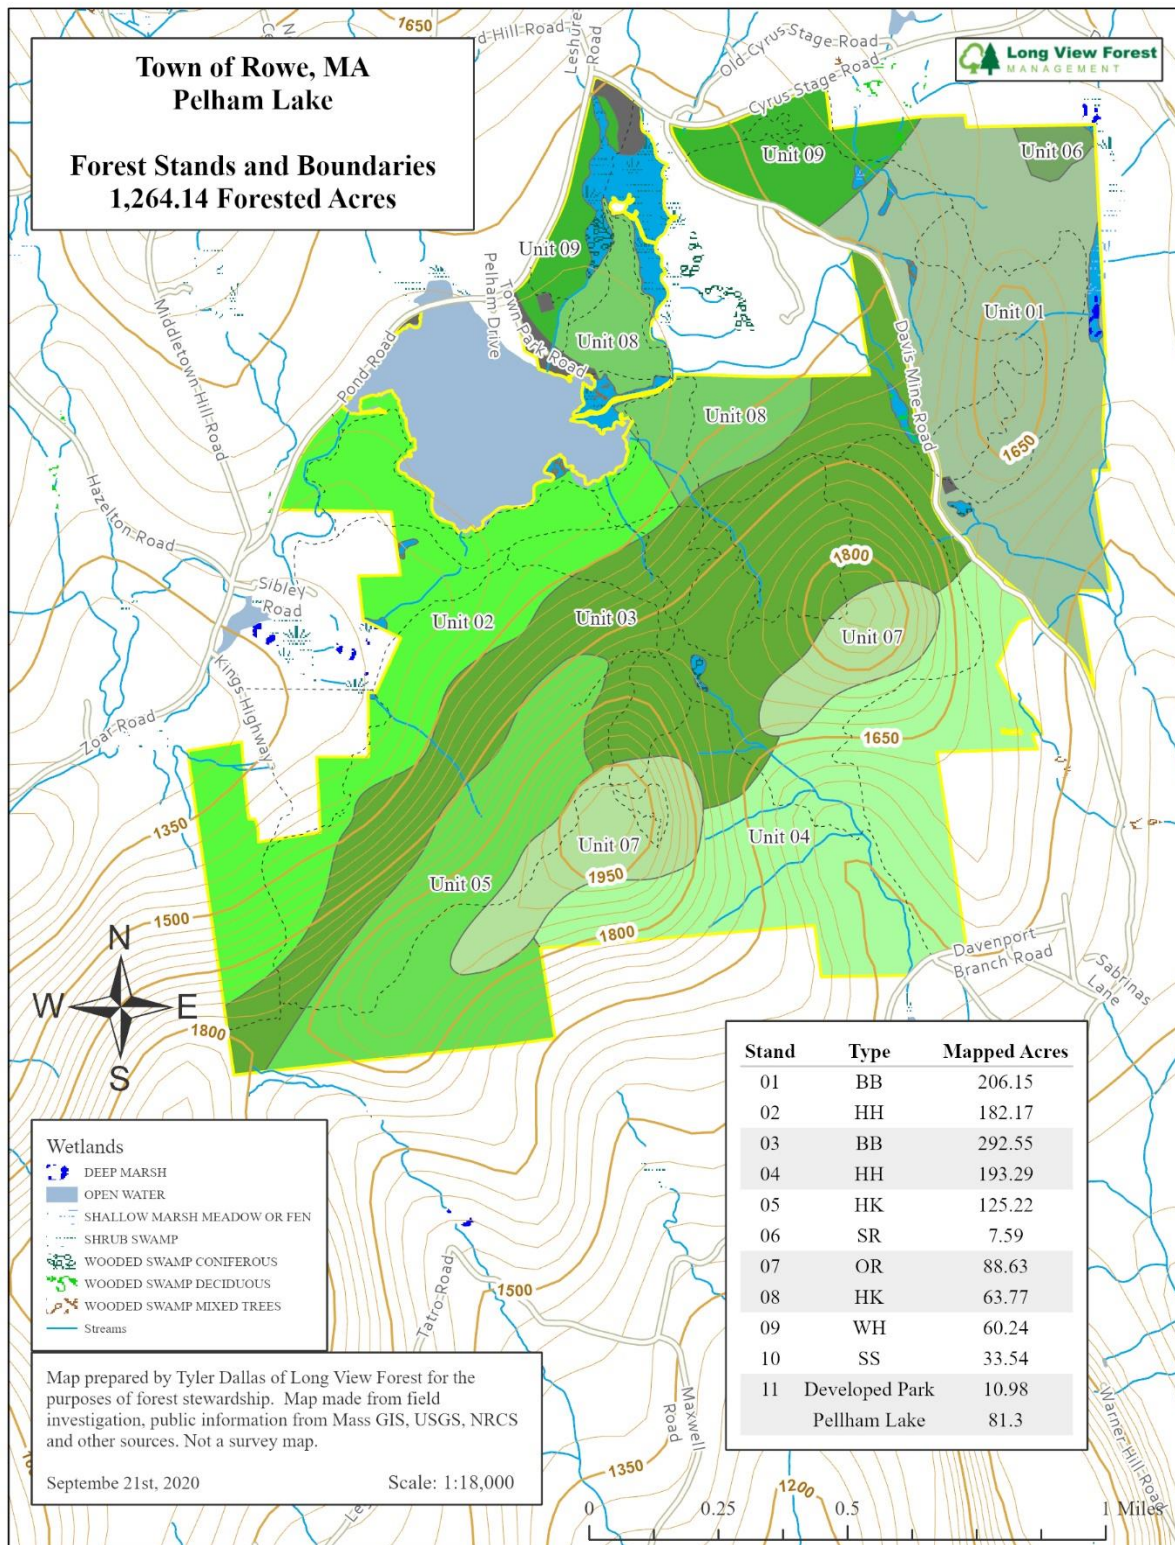 Town of Rowe, MA
Pelham Lake
Forest Stands and Boundaries
1,264.14 Forested Acres
Long View Forest
MANAGEMENT
1650
Hill Road
Leshure
Road
Old Cyrus Stage Road
Cyrus Stage Road
Unit 09
Unit 06
Unit 09
Pelham Drive
Town Park Road
Unit 08
Unit 01
Middletown Hill Road
Pond Road
Davis Mine Road
Unit 08
1650
Hazelton Road
1800
Sibley
Road
Unit 02
Unit 03
Unit 07
Kings Highway
Zoar Road
1650
1350
Unit 07
Unit 04
1950
Unit 05
1500
1800
Davenport
Branch Road
Sabrinas
Lane
N
W
E
S
1800
Stand Type Mapped Acres
01 BB 206.15
02 HH 182.17
03 BB 292.55
04 HH 193.29
05 HK 125.22
06 SR 7.59
07 OR 88.63
08 HK 63.77
09 WH 60.24
10 SS 33.54
11 Developed Park 10.98
Pellham Lake 81.3
Wetlands
DEEP MARSH
OPEN WATER
SHALLOW MARSH MEADOW OR FEN
SHRUB SWAMP
WOODED SWAMP CONIFEROUS
WOODED SWAMP DECIDUOUS
WOODED SWAMP MIXED TREES
Streams
1500
Tatro Road
Maxwell
Road
Warner Hill Road
1350
1200
Map prepared by Tyler Dallas of Long View Forest for the
purposes of forest stewardship. Map made from field
investigation, public information from Mass GIS, USGS, NRCS
and other sources. Not a survey map.
Septembe 21st, 2020 Scale: 1:18,000
0 0.25 0.5 1 Miles